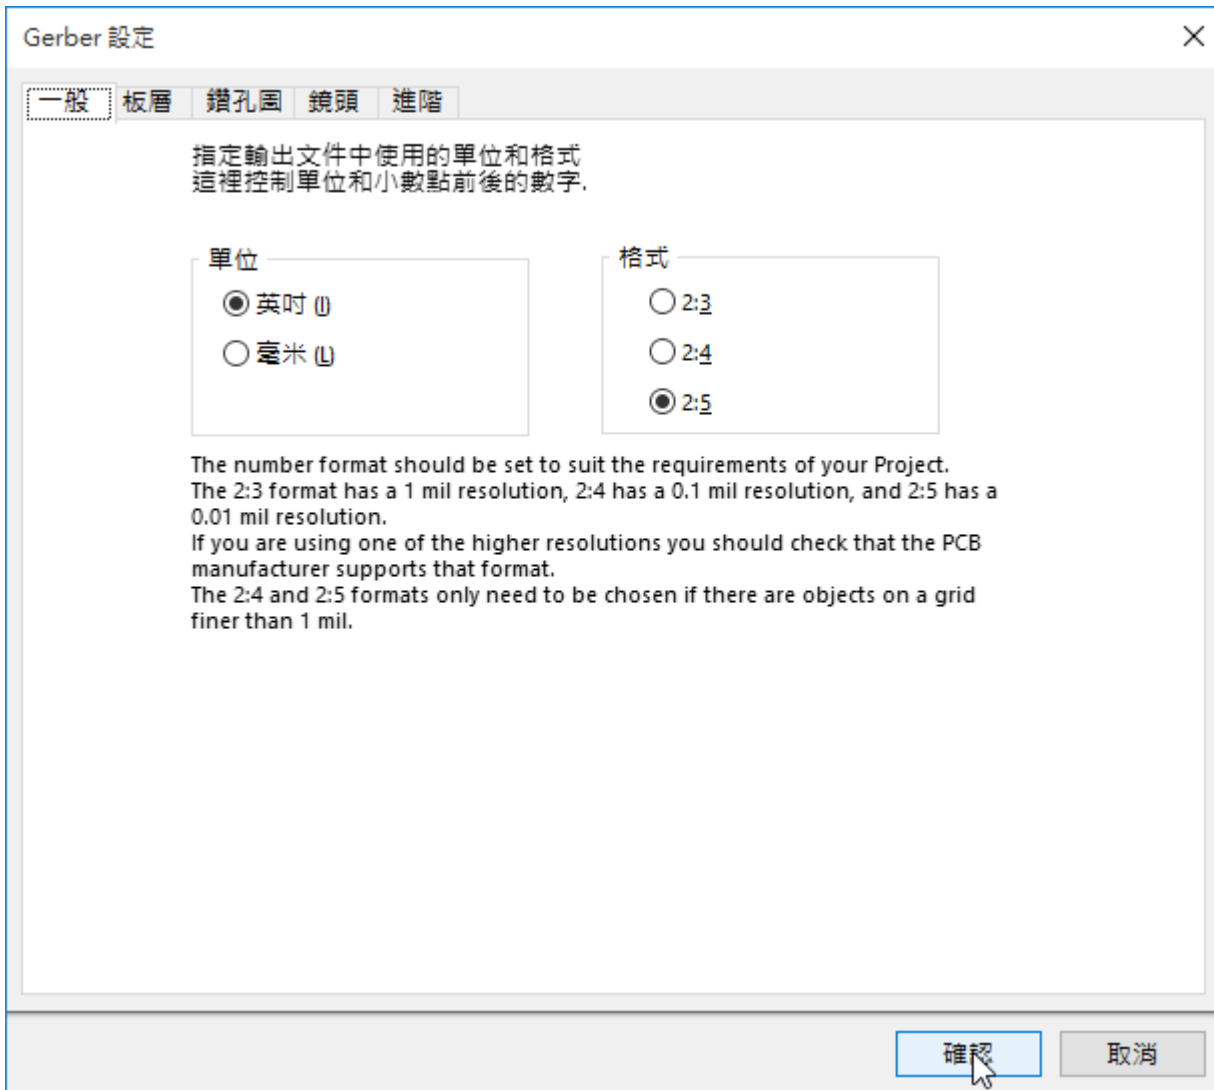 Gerber 設定
一般 板層 鑽孔圖 鏡頭 進階
指定輸出文件中使用的單位和格式
這裡控制單位和小數點前後的數字.
單位
英吋 (I)
毫米 (L)
格式
2:3
2:4
2:5
The number format should be set to suit the requirements of your Project.
The 2:3 format has a 1 mil resolution, 2:4 has a 0.1 mil resolution, and 2:5 has a
0.01 mil resolution.
If you are using one of the higher resolutions you should check that the PCB
manufacturer supports that format.
The 2:4 and 2:5 formats only need to be chosen if there are objects on a grid
finer than 1 mil.
確認 取消